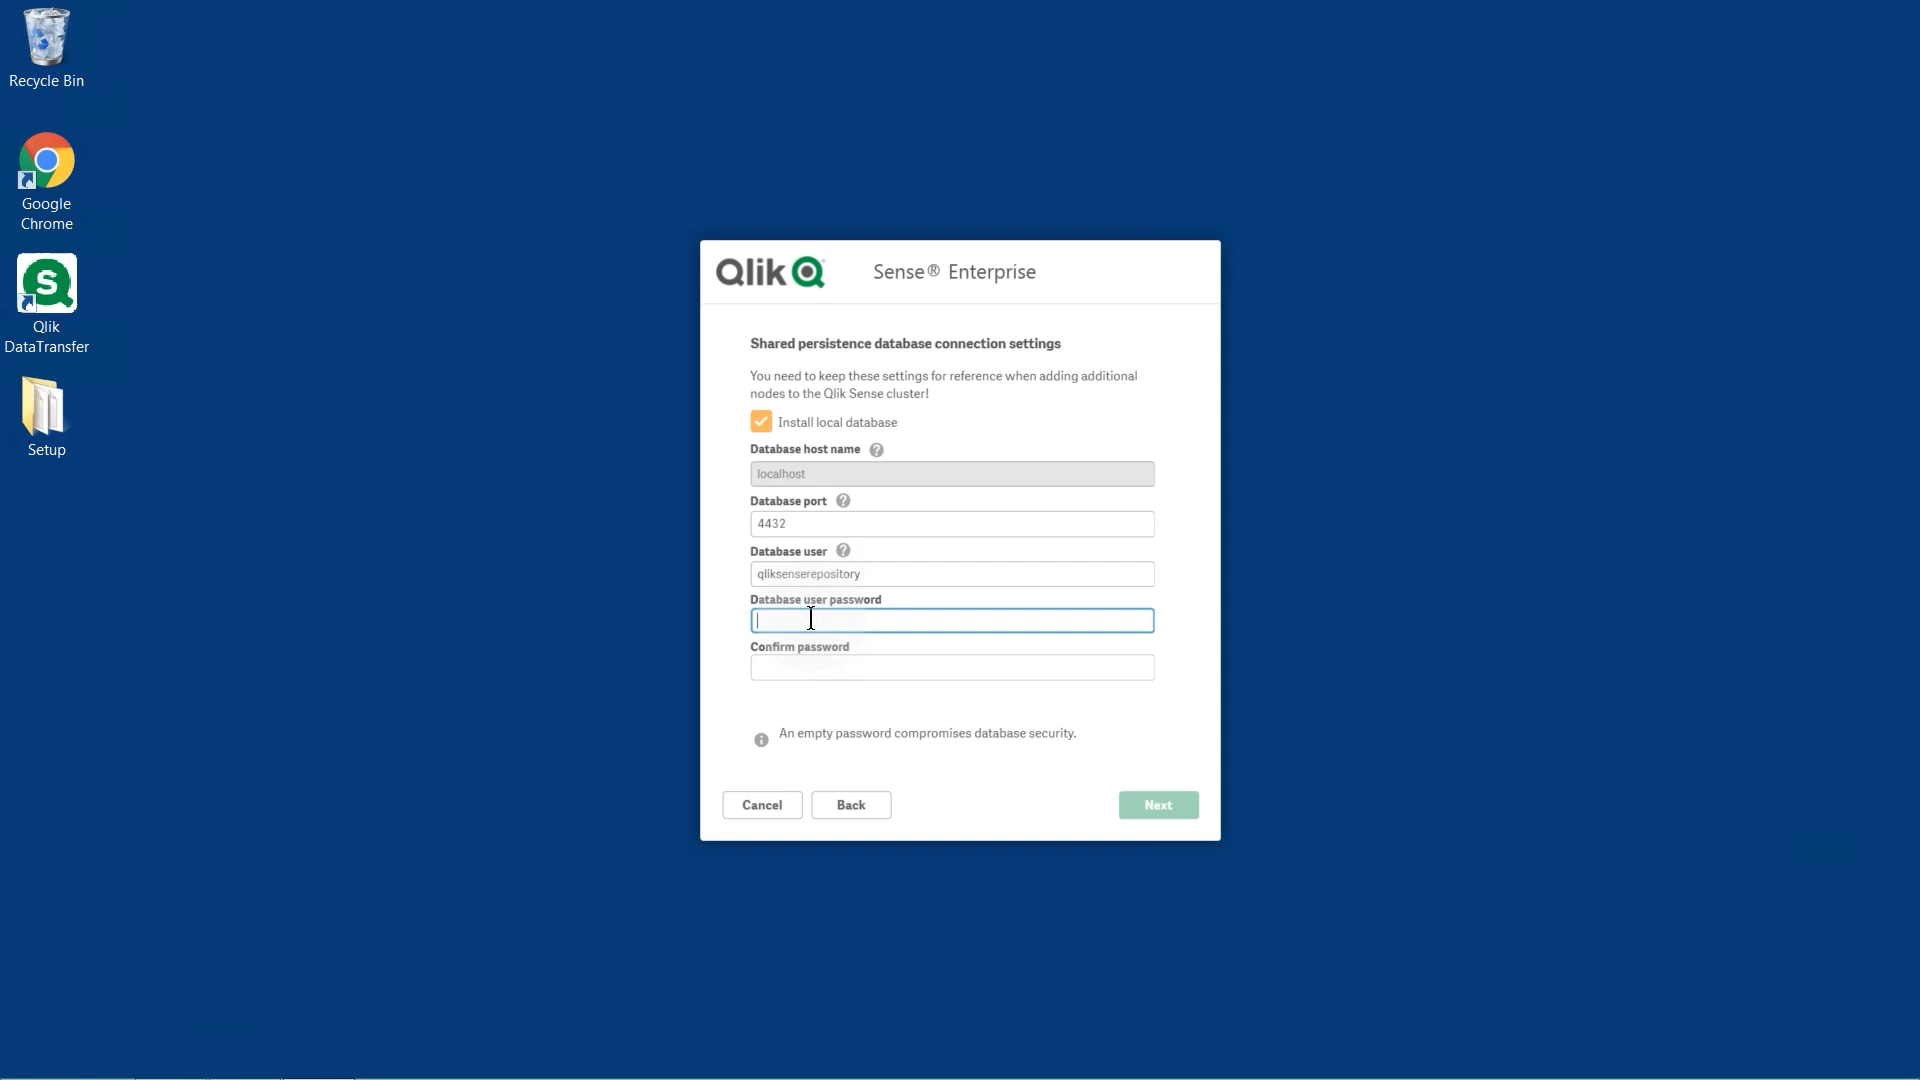 Recycle Bin
Google
Chrome
Qlik
DataTransfer
Setup
Qlik
Sense® Enterprise
Shared persistence database connection settings
You need to keep these settings for reference when adding additional
nodes to the Qlik Sense cluster!
Install local database
Database host name ?
localhost
Database port ?
4432
Database user ?
qliksenserepository
Database user password
Confirm password
An empty password compromises database security.
Cancel
Back
Next